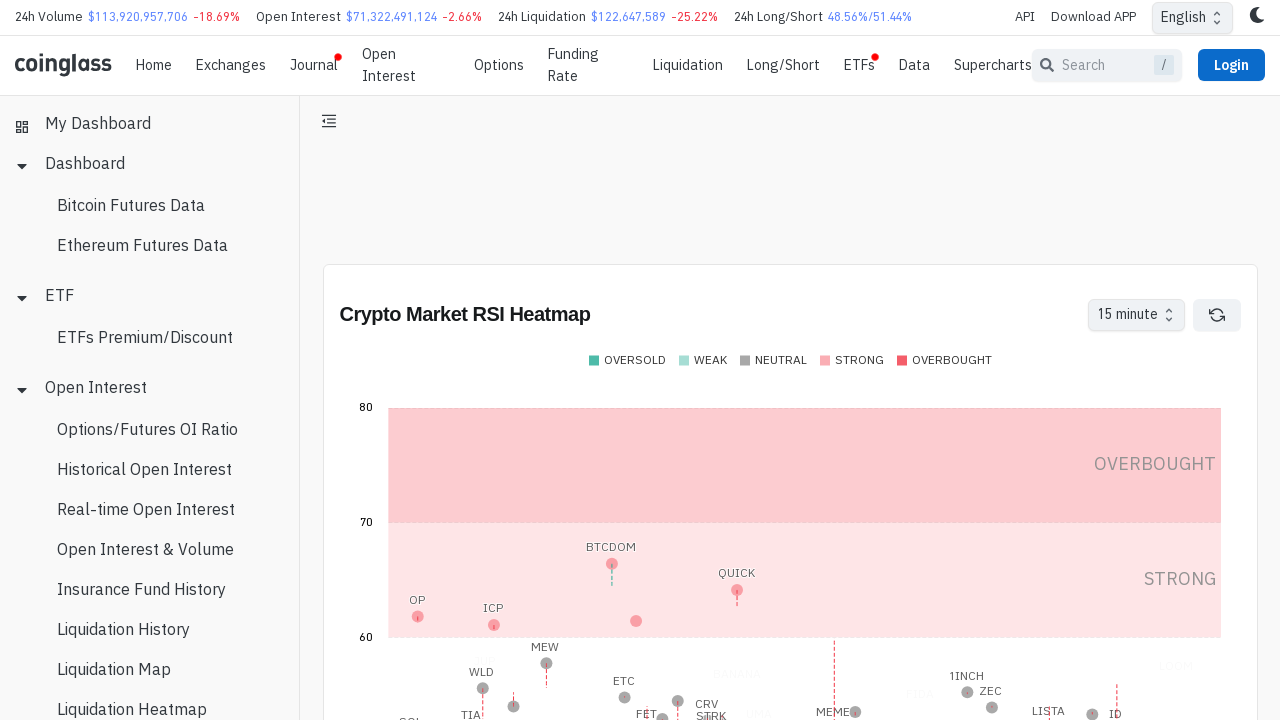 24h Volume $113,920,957,706 -18.69% Open Interest $71,322,491,124 -2.66% 24h Liquidation $122,647,589 -25.22% 24h Long/Short 48.56%/51.44% API Download APP English
coinglass Home Exchanges Journal Open Interest Options Funding Rate Liquidation Long/Short ETFs Data Supercharts Search / Login
My Dashboard
Dashboard
Bitcoin Futures Data
Ethereum Futures Data
ETF
ETFs Premium/Discount
Open Interest
Options/Futures OI Ratio
Historical Open Interest
Real-time Open Interest
Open Interest & Volume
Insurance Fund History
Liquidation History
Liquidation Map
Liquidation Heatmap
Crypto Market RSI Heatmap 15 minute
OVERSOLD WEAK NEUTRAL STRONG OVERBOUGHT
80
OVERBOUGHT
70
BTCDOM
QUICK
STRONG
OP
ICP
60
MEW
WLD
ETC
1INCH
ZEC
CRV
TIA
FET
STRK
MEME
LISTA
ID